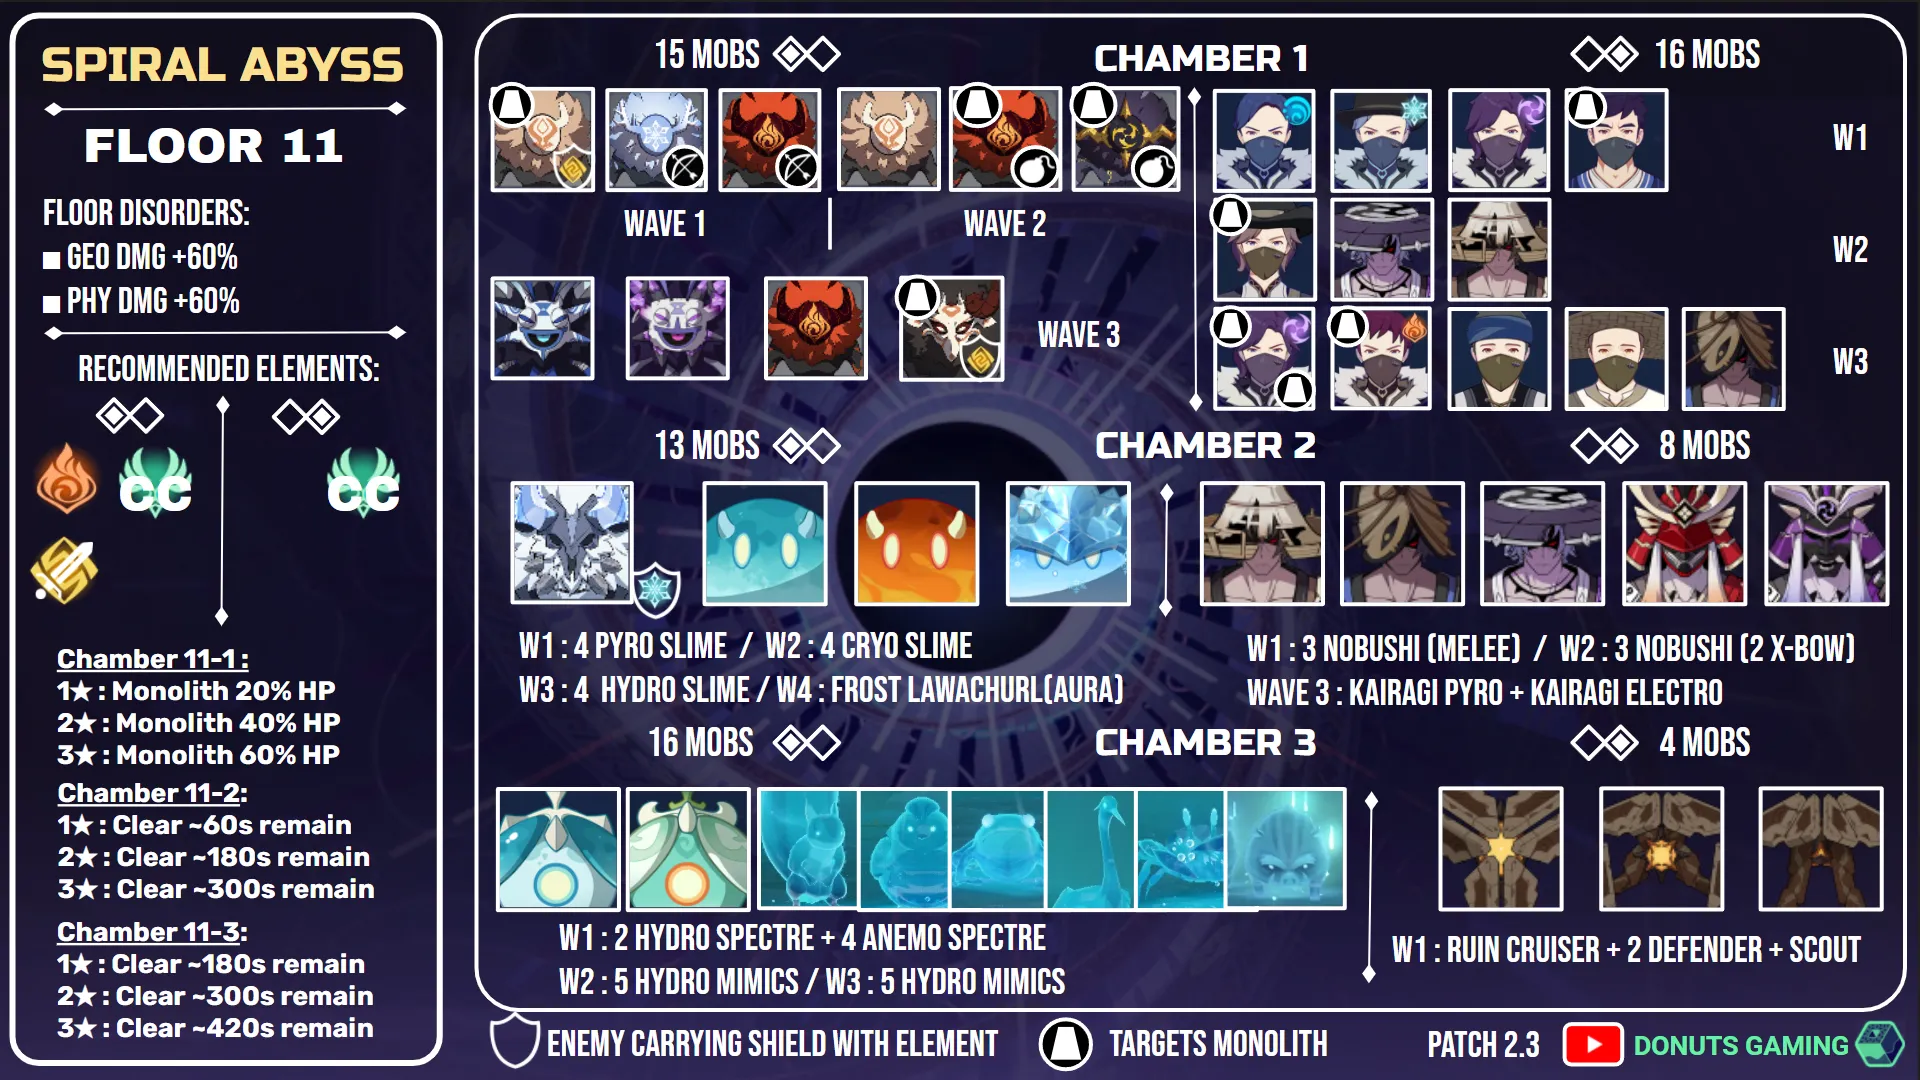 SPIRAL ABYSS
FLOOR 11
FLOOR DISORDERS:
■ GEO DMG +60%
■ PHY DMG +60%
RECOMMENDED ELEMENTS:
CC
CC
Chamber 11-1 :
1★ : Monolith 20% HP
2★ : Monolith 40% HP
3★ : Monolith 60% HP
Chamber 11-2:
1★ : Clear ~60s remain
2★ : Clear ~180s remain
3★ : Clear ~300s remain
Chamber 11-3:
1★ : Clear ~180s remain
2★ : Clear ~300s remain
3★ : Clear ~420s remain
15 MOBS
CHAMBER 1
16 MOBS
W1
WAVE 1
WAVE 2
W2
WAVE 3
W3
13 MOBS
CHAMBER 2
8 MOBS
W1 : 4 PYRO SLIME / W2 : 4 CRYO SLIME
W3 : 4 HYDRO SLIME / W4 : FROST LAWACHURL(AURA)
W1 : 3 NOBUSHI (MELEE) / W2 : 3 NOBUSHI (2 X-BOW)
WAVE 3 : KAIRAGI PYRO + KAIRAGI ELECTRO
16 MOBS
CHAMBER 3
4 MOBS
W1 : 2 HYDRO SPECTRE + 4 ANEMO SPECTRE
W2 : 5 HYDRO MIMICS / W3 : 5 HYDRO MIMICS
W1 : RUIN CRUISER + 2 DEFENDER + SCOUT
ENEMY CARRYING SHIELD WITH ELEMENT
TARGETS MONOLITH
PATCH 2.3
DONUTS GAMING